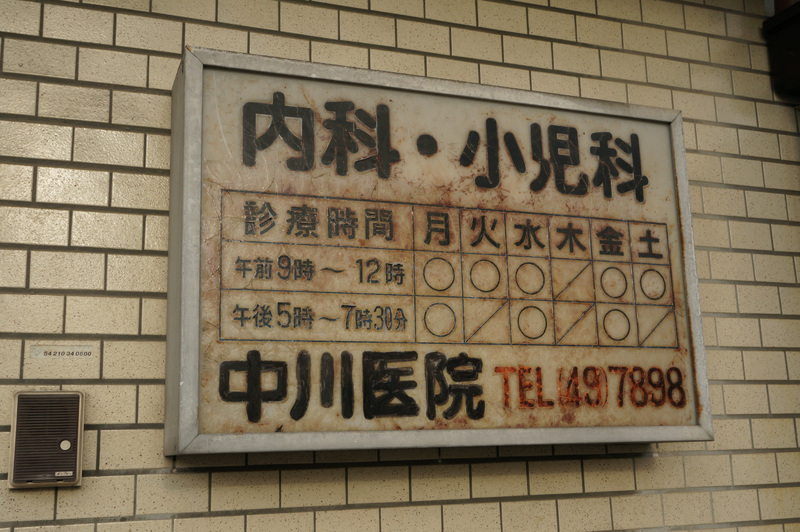 内科・小児科
診療時間 月 火 水 木 金 土
午前9時～12時 ○ ○ ○ ／ ○ ○
午後5時～7時30分 ○ ／ ○ ／ ○ ／
中川医院 TEL(49)7898